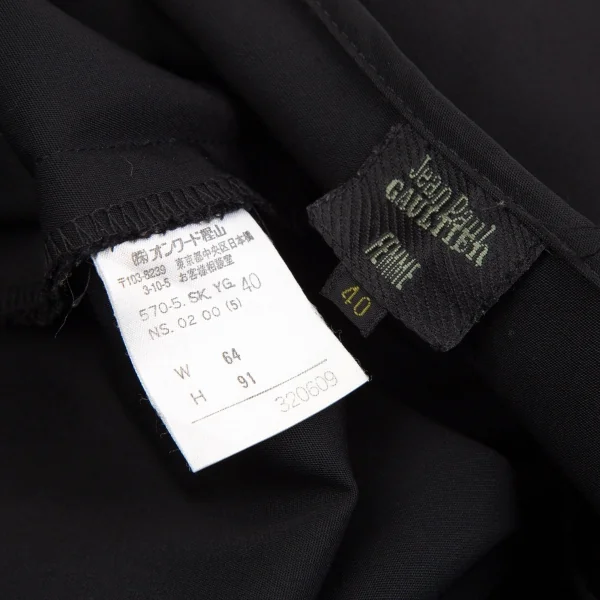 ㈱オンワード樫山
〒103-8239 東京都中央区日本橋
3-10-5 お客様相談室
570-5. SK. YG. 40
NS. 02 00 (5)
W 64
H 91
320609
Jean Paul
GAULTIER
FEMME
40